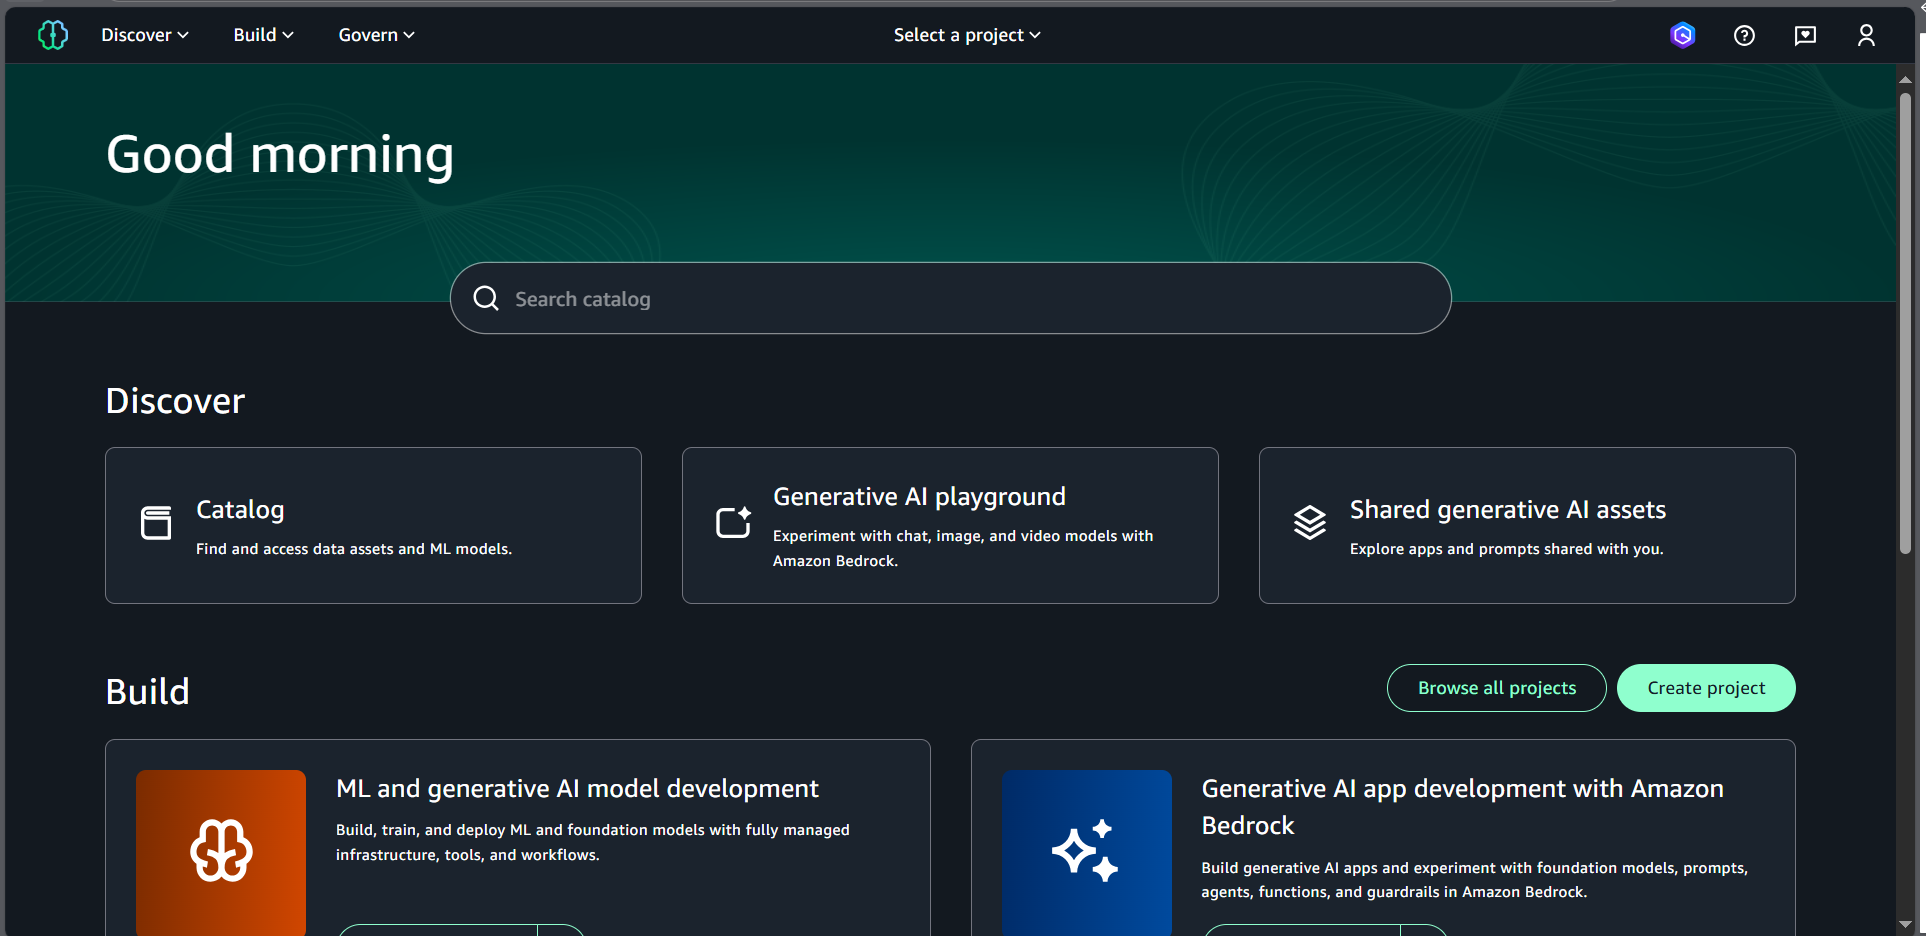 Discover
Build
Govern
Select a project
Good morning
Search catalog
Discover
Catalog
Find and access data assets and ML models.
Generative AI playground
Experiment with chat, image, and video models with
Amazon Bedrock.
Shared generative AI assets
Explore apps and prompts shared with you.
Build
Browse all projects
Create project
ML and generative AI model development
Build, train, and deploy ML and foundation models with fully managed
infrastructure, tools, and workflows.
Generative AI app development with Amazon
Bedrock
Build generative AI apps and experiment with foundation models, prompts,
agents, functions, and guardrails in Amazon Bedrock.